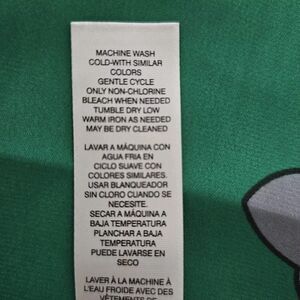 MACHINE WASH
COLD-WITH SIMILAR
COLORS
GENTLE CYCLE
ONLY NON-CHLORINE
BLEACH WHEN NEEDED
TUMBLE DRY LOW
WARM IRON AS NEEDED
MAY BE DRY CLEANED
LAVAR A MÁQUINA CON
AGUA FRIA EN
CICLO SUAVE CON
COLORES SIMILARES.
USAR BLANQUEADOR
SIN CLORO CUANDO SE
NECESITE.
SECAR A MÁQUINA A
BAJA TEMPERATURA
PLANCHAR A BAJA
TEMPERATURA
PUEDE LAVARSE EN
SECO
LAVER À LA MACHINE À
L'EAU FROIDE AVEC DES
VÊTEMENTS DE